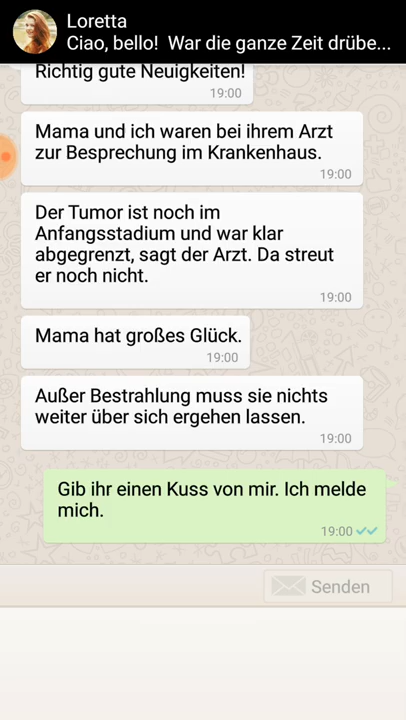 Loretta
Ciao, bello! War die ganze Zeit drübe...
Richtig gute Neuigkeiten!
19:00
Mama und ich waren bei ihrem Arzt
zur Besprechung im Krankenhaus.
19:00
Der Tumor ist noch im
Anfangsstadium und war klar
abgegrenzt, sagt der Arzt. Da streut
er noch nicht.
19:00
Mama hat großes Glück.
19:00
Außer Bestrahlung muss sie nichts
weiter über sich ergehen lassen.
19:00
Gib ihr einen Kuss von mir. Ich melde
mich.
19:00
Senden